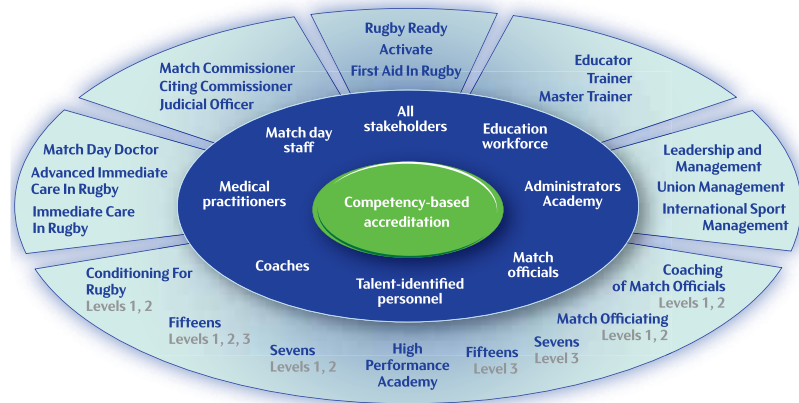 Rugby Ready
Activate
First Aid In Rugby
Match Commissioner
Citing Commissioner
Judicial Officer
Educator
Trainer
Master Trainer
Match Day Doctor
Advanced Immediate
Care In Rugby
Immediate Care
In Rugby
Leadership and
Management
Union Management
International Sport
Management
All
stakeholders
Match day
staff
Education
workforce
Medical
practitioners
Administrators
Academy
Competency-based
accreditation
Coaches
Match
officials
Talent-identified
personnel
Conditioning For
Rugby
Levels 1, 2
Fifteens
Levels 1, 2, 3
Sevens
Levels 1, 2
High
Performance
Academy
Fifteens
Level 3
Sevens
Level 3
Match Officiating
Levels 1, 2
Coaching
of Match Officials
Levels 1, 2